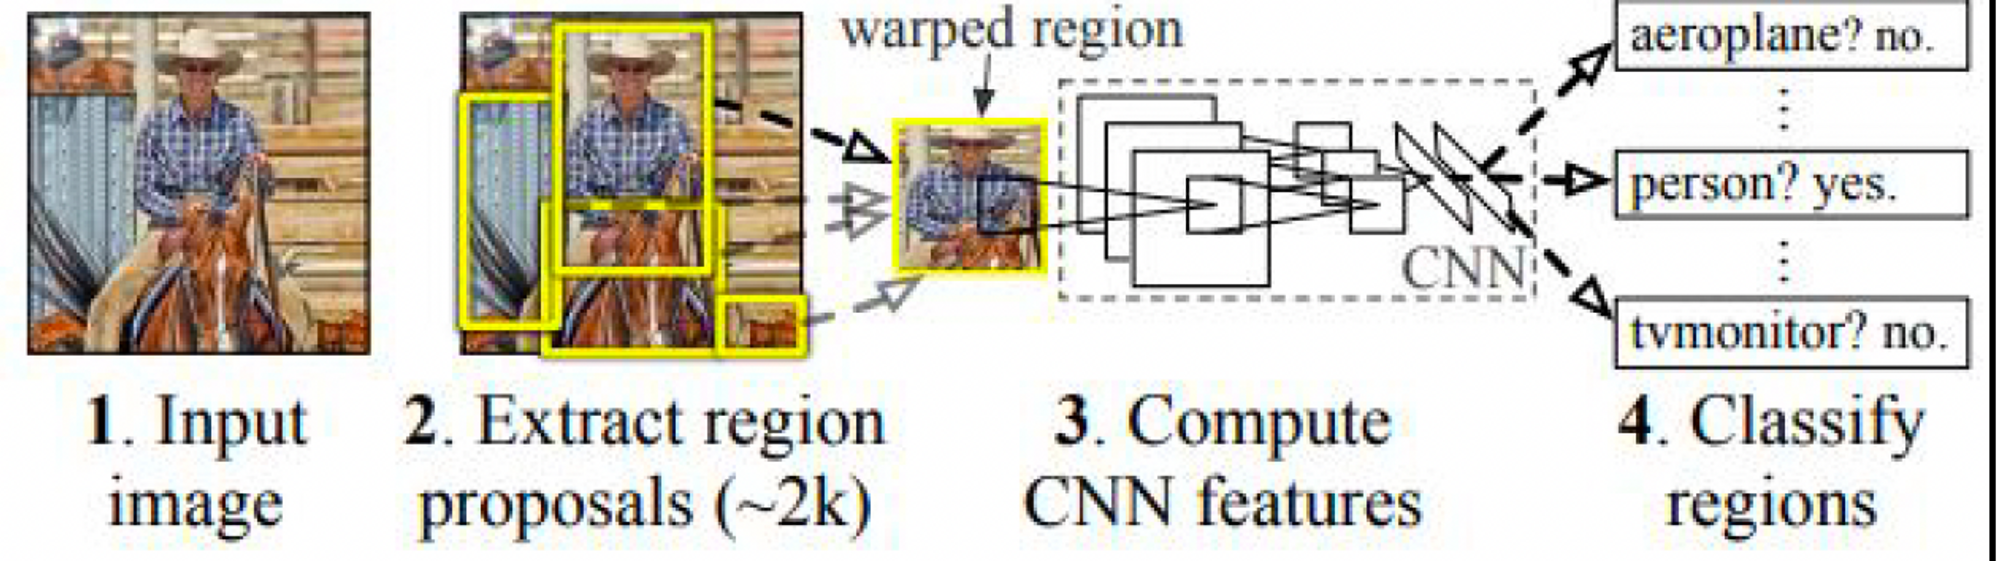 warped region
aeroplane? no.
person? yes.
CNN
tvmonitor? no.
1. Input
image
2. Extract region
proposals (~2k)
3. Compute
CNN features
4. Classify
regions